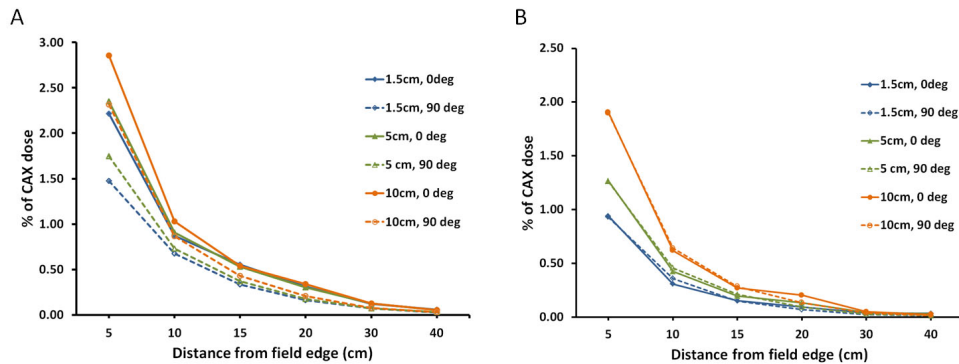 A
3.00
2.50
2.00
1.50
1.00
0.50
0.00
% of CAX dose
5 10 15 20 30 40
Distance from field edge (cm)
1.5cm, 0deg
1.5cm, 90 deg
5cm, 0 deg
5 cm, 90 deg
10cm, 0 deg
10cm, 90 deg
B
2.50
2.00
1.50
1.00
0.50
0.00
% of CAX dose
5 10 15 20 30 40
Distance from field edge (cm)
1.5cm, 0deg
1.5cm, 90 deg
5cm, 0 deg
5 cm, 90 deg
10cm, 0 deg
10cm, 90 deg